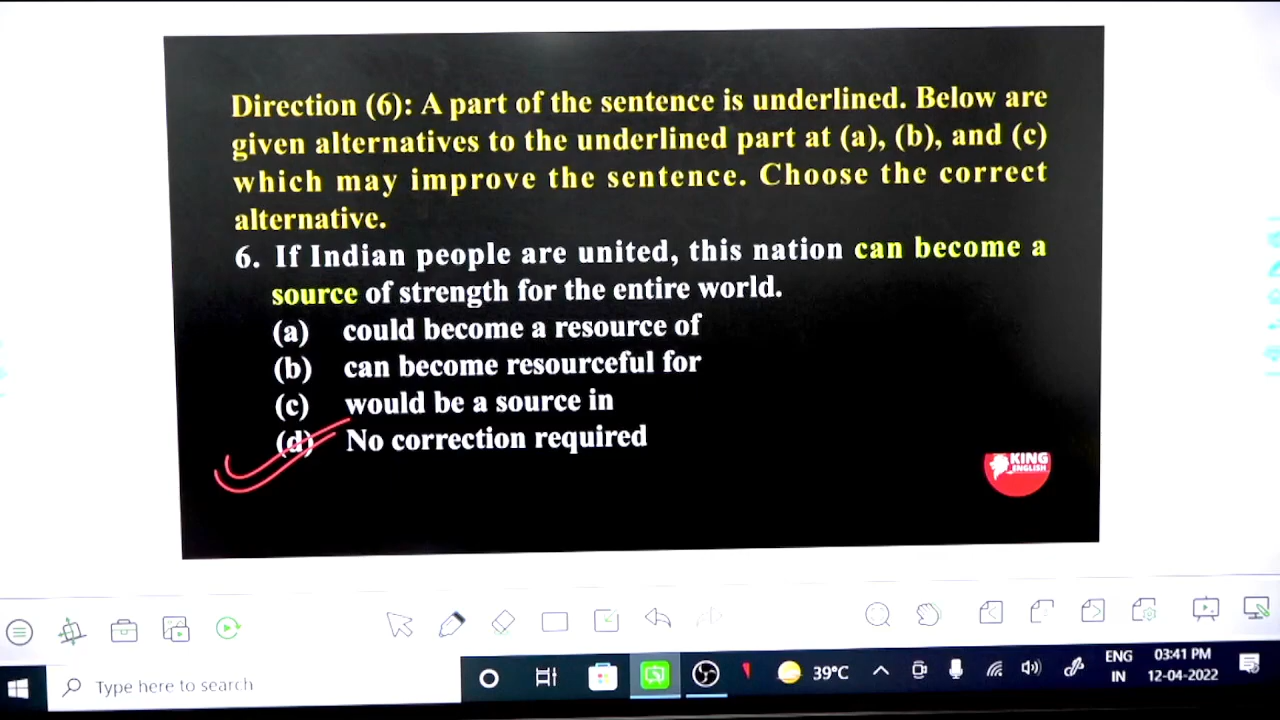 Direction (6): A part of the sentence is underlined. Below are
given alternatives to the underlined part at (a), (b), and (c)
which may improve the sentence. Choose the correct
alternative.
6. If Indian people are united, this nation can become a
source of strength for the entire world.
(a) could become a resource of
(b) can become resourceful for
(c) would be a source in
(d) No correction required
KING
ENGLISH
Type here to search
39°C
ENG
IN
03:41 PM
12-04-2022